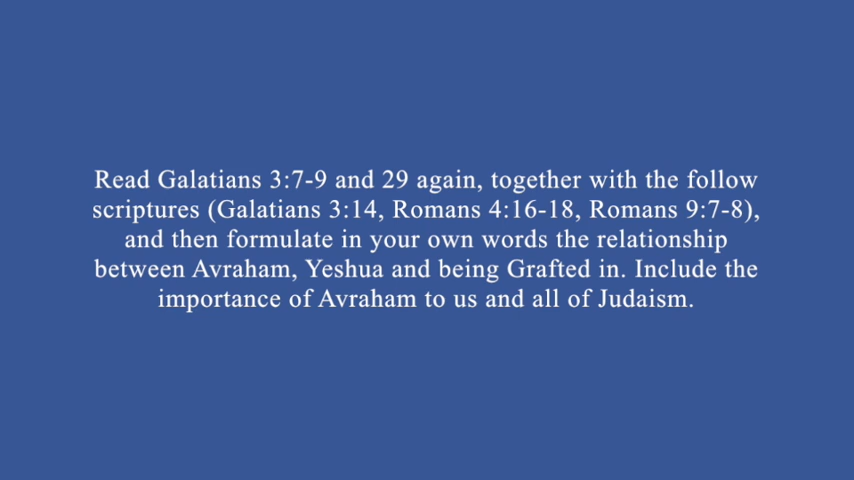 Read Galatians 3:7-9 and 29 again, together with the follow
scriptures (Galatians 3:14, Romans 4:16-18, Romans 9:7-8),
and then formulate in your own words the relationship
between Avraham, Yeshua and being Grafted in. Include the
importance of Avraham to us and all of Judaism.